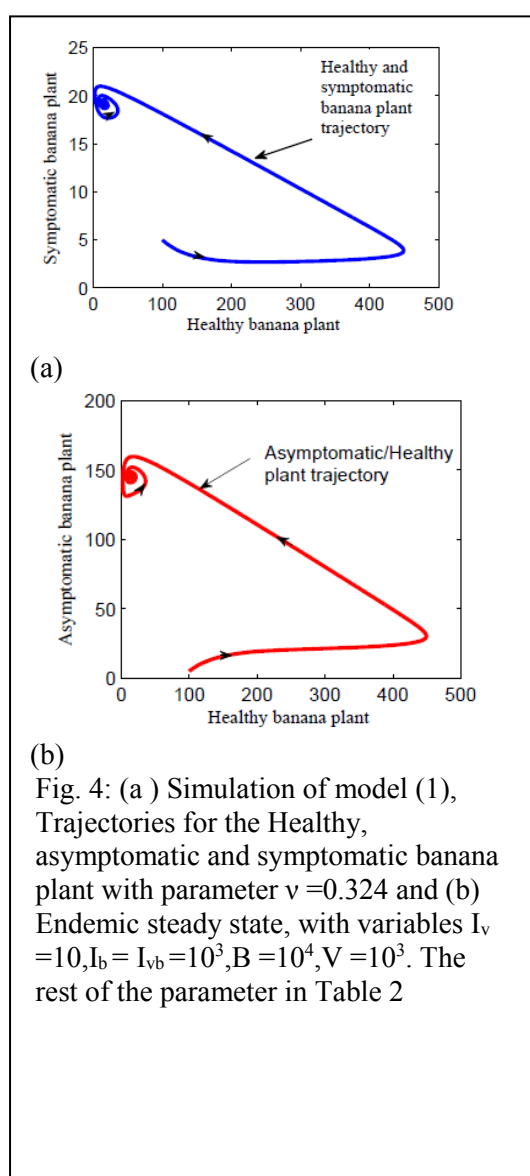 25
20
15
10
5
0
Symptomatic banana plant
Healthy and
symptomatic
banana plant
trajectory
0 100 200 300 400 500
Healthy banana plant
(a)
200
150
100
50
0
Asymptomatic banana plant
Asymptomatic/Healthy
plant trajectory
0 100 200 300 400 500
Healthy banana plant
(b)
Fig. 4: (a ) Simulation of model (1),
Trajectories for the Healthy,
asymptomatic and symptomatic banana
plant with parameter ν =0.324 and (b)
Endemic steady state, with variables Iᵥ
=10,I_b = I_vb =10³,B =10⁴,V =10³. The
rest of the parameter in Table 2